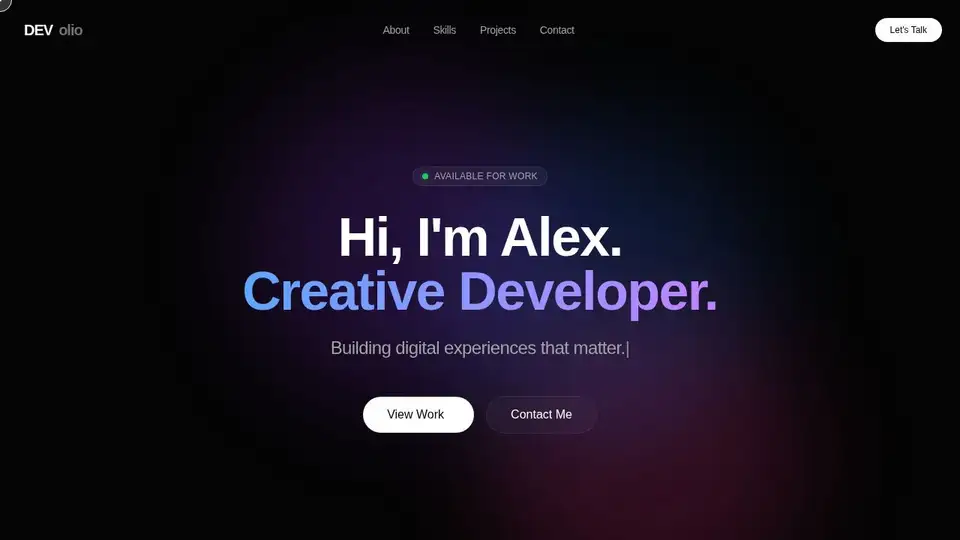 DEV olio
About Skills Projects Contact
Let's Talk
AVAILABLE FOR WORK
Hi, I'm Alex.
Creative Developer.
Building digital experiences that matter.|
View Work
Contact Me